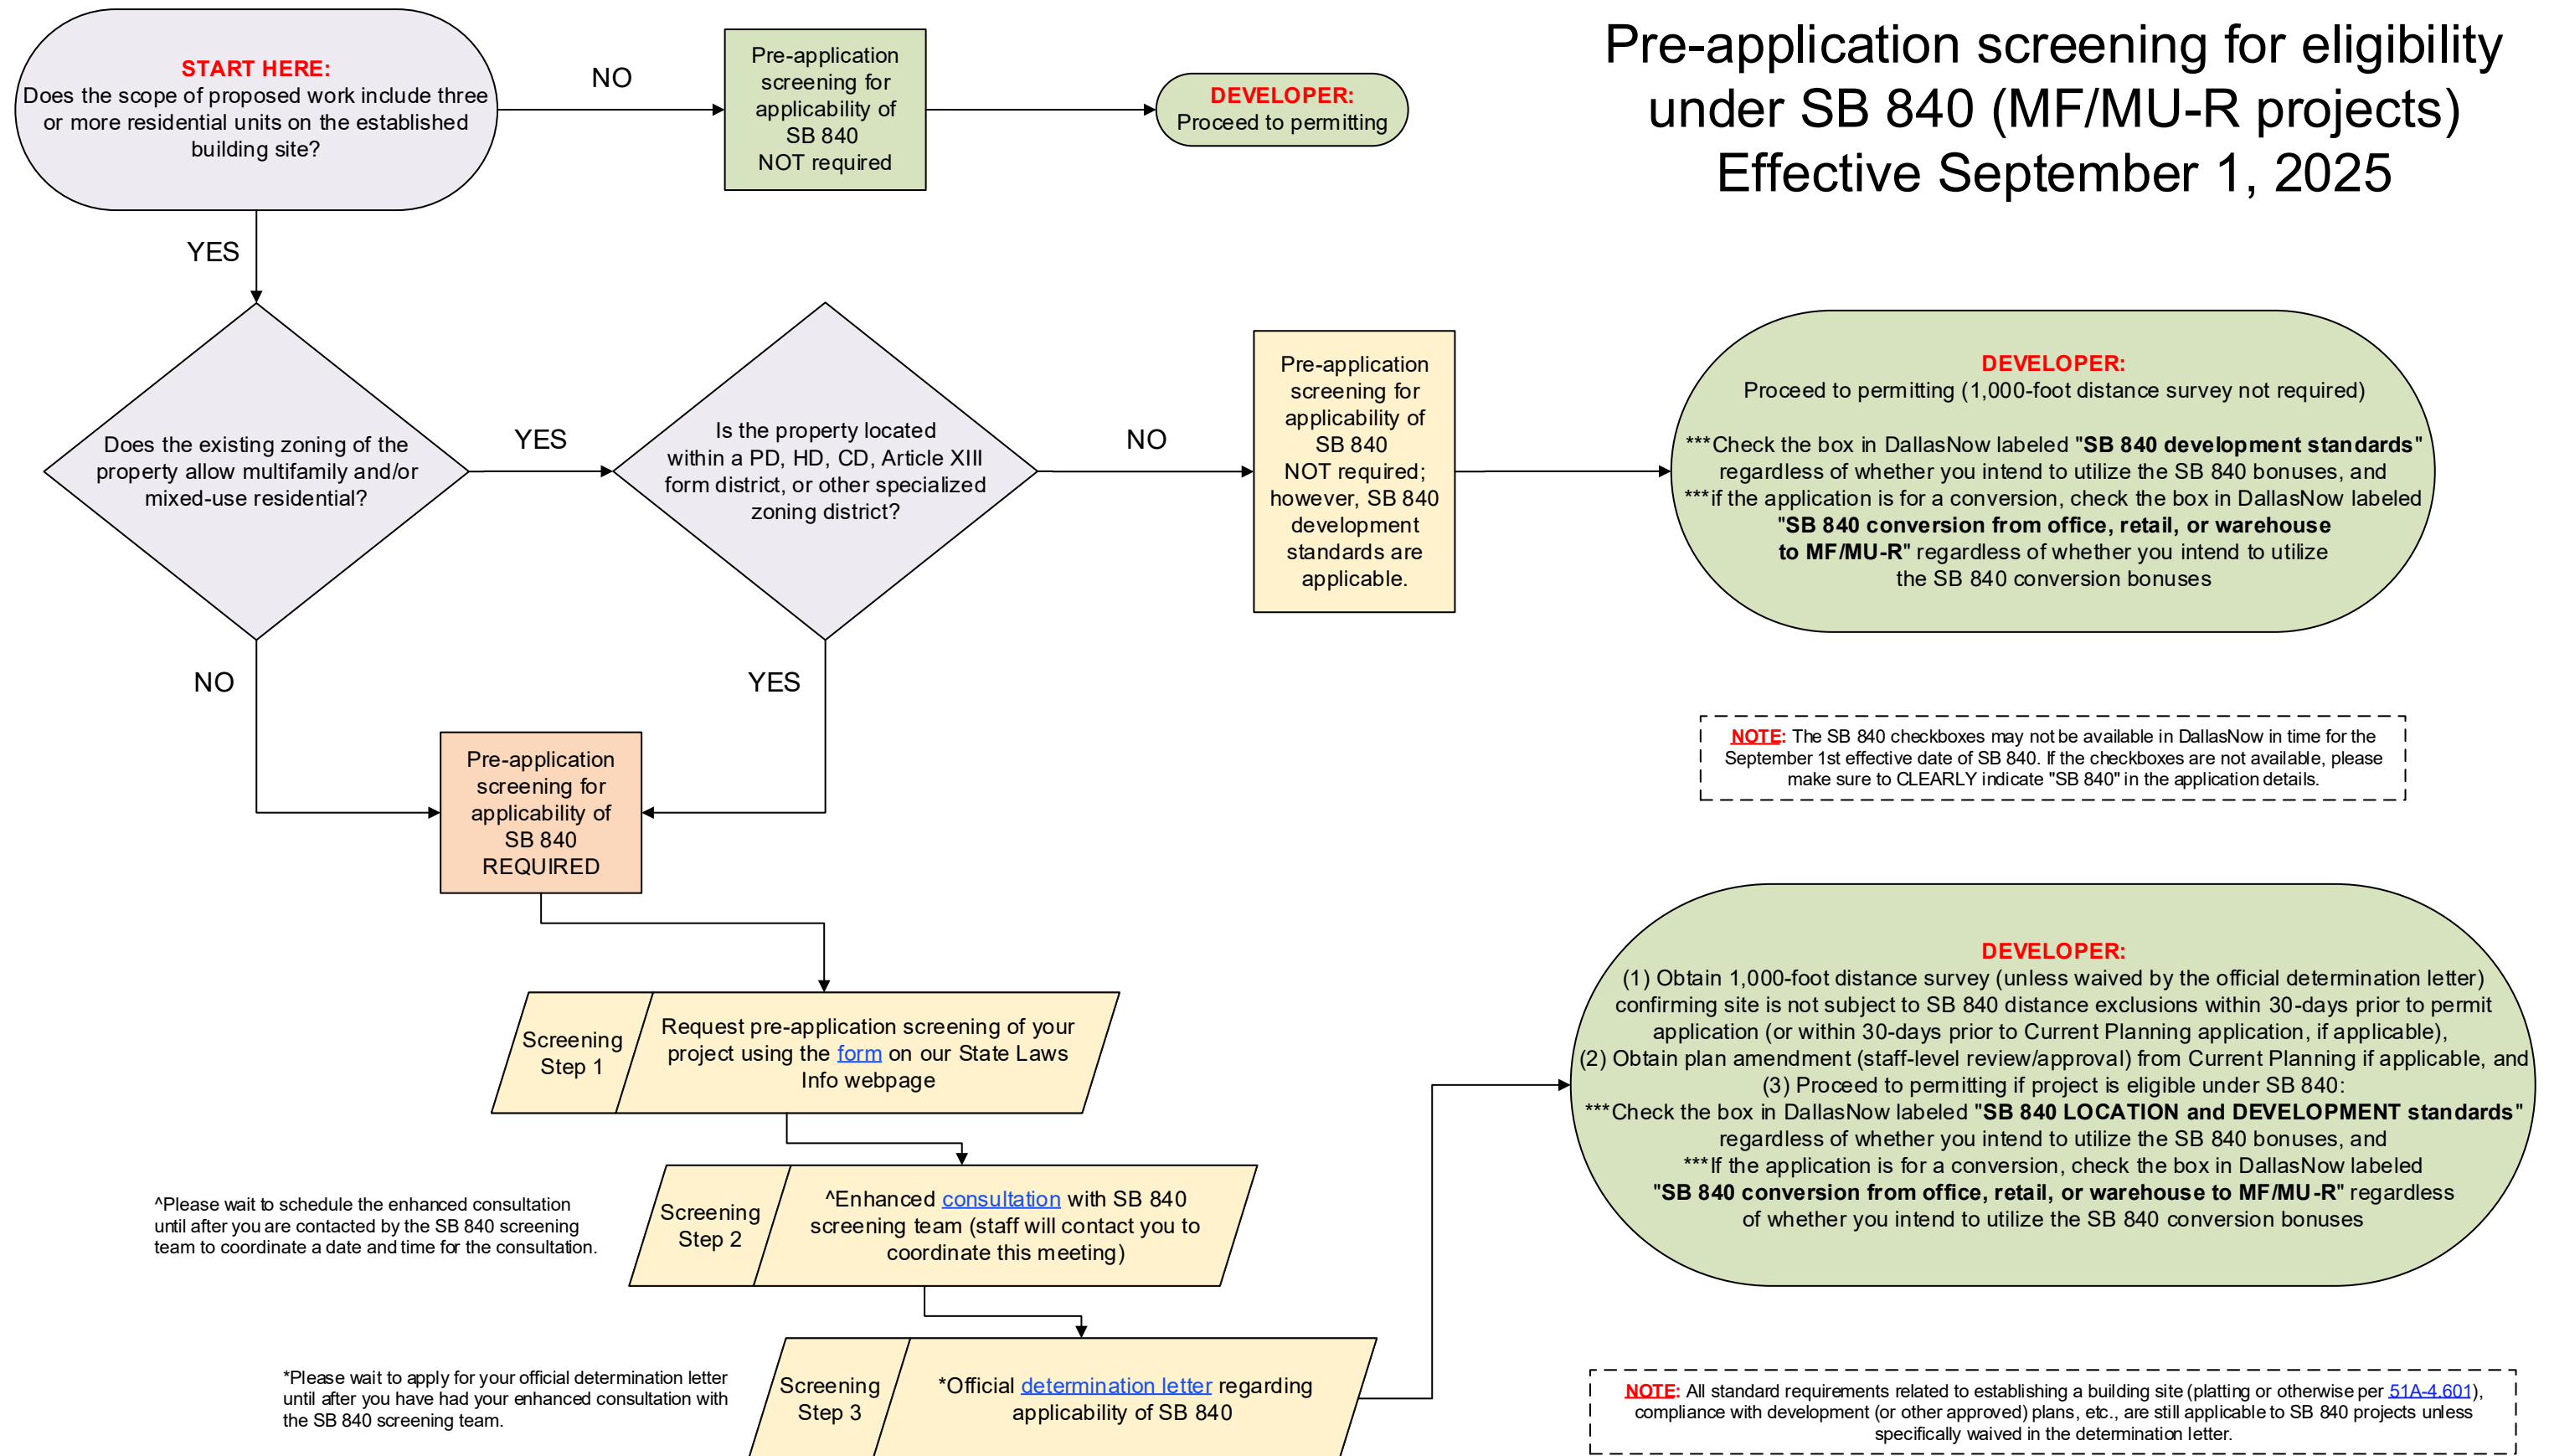 Pre-application screening for eligibility
under SB 840 (MF/MU-R projects)
Effective September 1, 2025
START HERE:
Does the scope of proposed work include three
or more residential units on the established
building site?
NO
Pre-application
screening for
applicability of
SB 840
NOT required
DEVELOPER:
Proceed to permitting
YES
Does the existing zoning of the
property allow multifamily and/or
mixed-use residential?
YES
Is the property located
within a PD, HD, CD, Article XIII
form district, or other specialized
zoning district?
NO
Pre-application
screening for
applicability of
SB 840
NOT required;
however, SB 840
development
standards are
applicable.
DEVELOPER:
Proceed to permitting (1,000-foot distance survey not required)
***Check the box in DallasNow labeled "SB 840 development standards"
regardless of whether you intend to utilize the SB 840 bonuses, and
***if the application is for a conversion, check the box in DallasNow labeled
"SB 840 conversion from office, retail, or warehouse
to MF/MU-R" regardless of whether you intend to utilize
the SB 840 conversion bonuses
NO
YES
NOTE: The SB 840 checkboxes may not be available in DallasNow in time for the
September 1st effective date of SB 840. If the checkboxes are not available, please
make sure to CLEARLY indicate "SB 840" in the application details.
Pre-application
screening for
applicability of
SB 840
REQUIRED
Screening
Step 1
Request pre-application screening of your
project using the form on our State Laws
Info webpage
^Please wait to schedule the enhanced consultation
until after you are contacted by the SB 840 screening
team to coordinate a date and time for the consultation.
Screening
Step 2
^Enhanced consultation with SB 840
screening team (staff will contact you to
coordinate this meeting)
*Please wait to apply for your official determination letter
until after you have had your enhanced consultation with
the SB 840 screening team.
Screening
Step 3
*Official determination letter regarding
applicability of SB 840
DEVELOPER:
(1) Obtain 1,000-foot distance survey (unless waived by the official determination letter)
confirming site is not subject to SB 840 distance exclusions within 30-days prior to permit
application (or within 30-days prior to Current Planning application, if applicable),
(2) Obtain plan amendment (staff-level review/approval) from Current Planning if applicable, and
(3) Proceed to permitting if project is eligible under SB 840:
***Check the box in DallasNow labeled "SB 840 LOCATION and DEVELOPMENT standards"
regardless of whether you intend to utilize the SB 840 bonuses, and
***If the application is for a conversion, check the box in DallasNow labeled
"SB 840 conversion from office, retail, or warehouse to MF/MU-R" regardless
of whether you intend to utilize the SB 840 conversion bonuses
NOTE: All standard requirements related to establishing a building site (platting or otherwise per 51A-4.601),
compliance with development (or other approved) plans, etc., are still applicable to SB 840 projects unless
specifically waived in the determination letter.